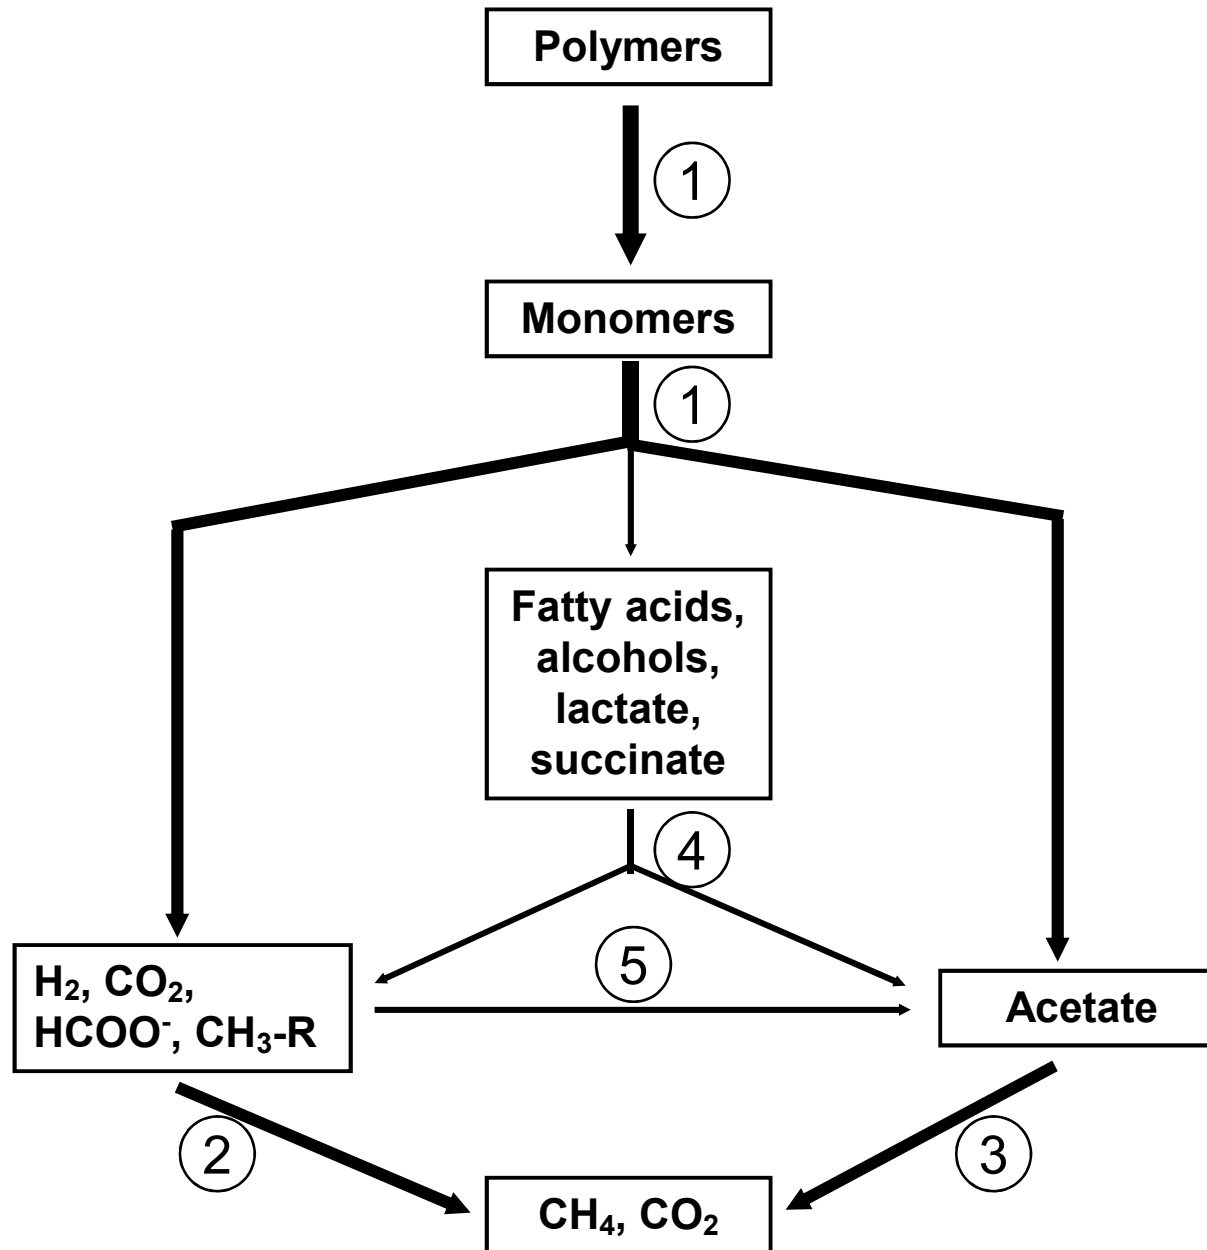 Polymers
1
Monomers
1
Fatty acids,
alcohols,
lactate,
succinate
4
5
H₂, CO₂,
HCOO⁻, CH₃-R
Acetate
2
3
CH₄, CO₂